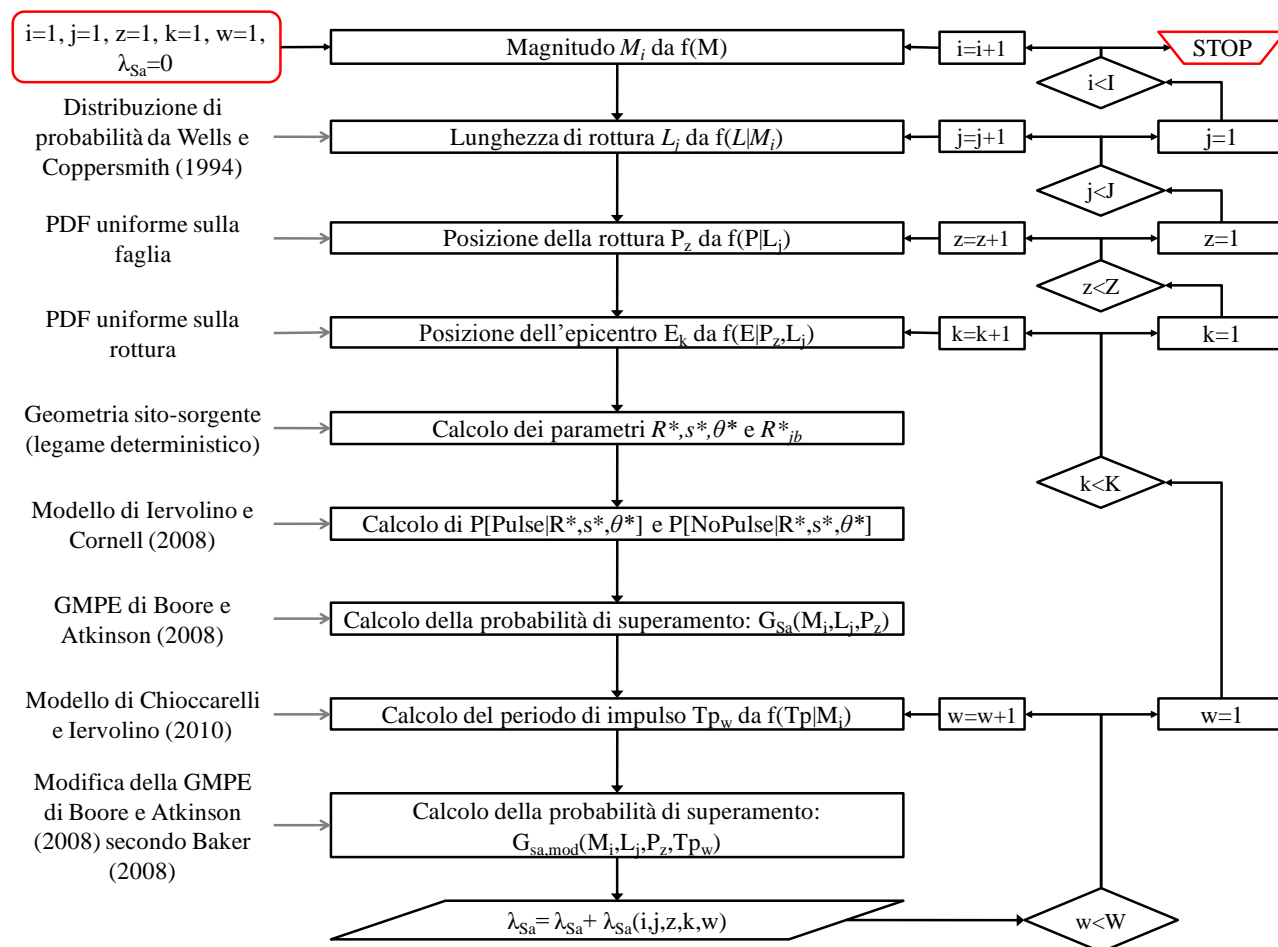 i=1, j=1, z=1, k=1, w=1,
λSa=0
Magnitudo Mi da f(M)
i=i+1
STOP
i<I
Distribuzione di
probabilità da Wells e
Coppersmith (1994)
Lunghezza di rottura Lj da f(L|Mi)
j=j+1
j=1
j<J
PDF uniforme sulla
faglia
Posizione della rottura Pz da f(P|Lj)
z=z+1
z=1
z<Z
PDF uniforme sulla
rottura
Posizione dell'epicentro Ek da f(E|Pz,Lj)
k=k+1
k=1
Geometria sito-sorgente
(legame deterministico)
Calcolo dei parametri R*,s*,θ* e R*jb
k<K
Modello di Iervolino e
Cornell (2008)
Calcolo di P[Pulse|R*,s*,θ*] e P[NoPulse|R*,s*,θ*]
GMPE di Boore e
Atkinson (2008)
Calcolo della probabilità di superamento: GSa(Mi,Lj,Pz)
Modello di Chioccarelli
e Iervolino (2010)
Calcolo del periodo di impulso Tpw da f(Tp|Mi)
w=w+1
w=1
Modifica della GMPE
di Boore e Atkinson
(2008) secondo Baker
(2008)
Calcolo della probabilità di superamento:
Gsa,mod(Mi,Lj,Pz,Tpw)
λSa= λSa+ λSa(i,j,z,k,w)
w<W